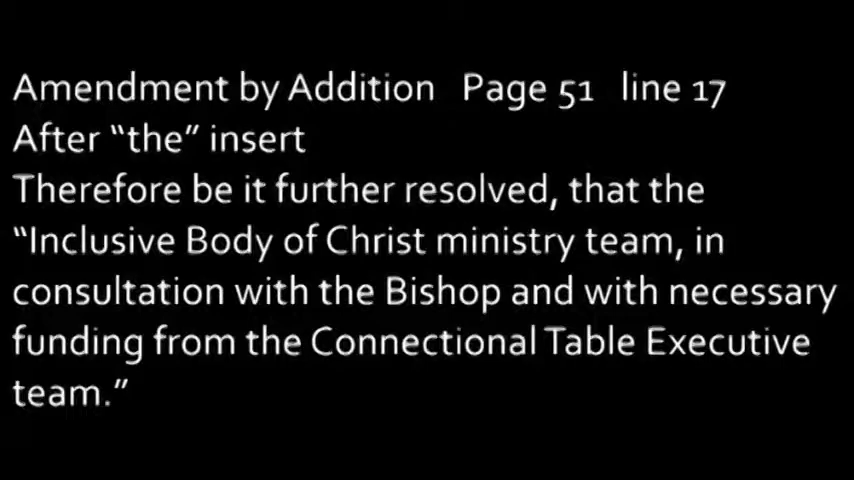 Amendment by Addition   Page 51   line 17
After “the” insert
Therefore be it further resolved, that the
“Inclusive Body of Christ ministry team, in
consultation with the Bishop and with necessary
funding from the Connectional Table Executive
team.”